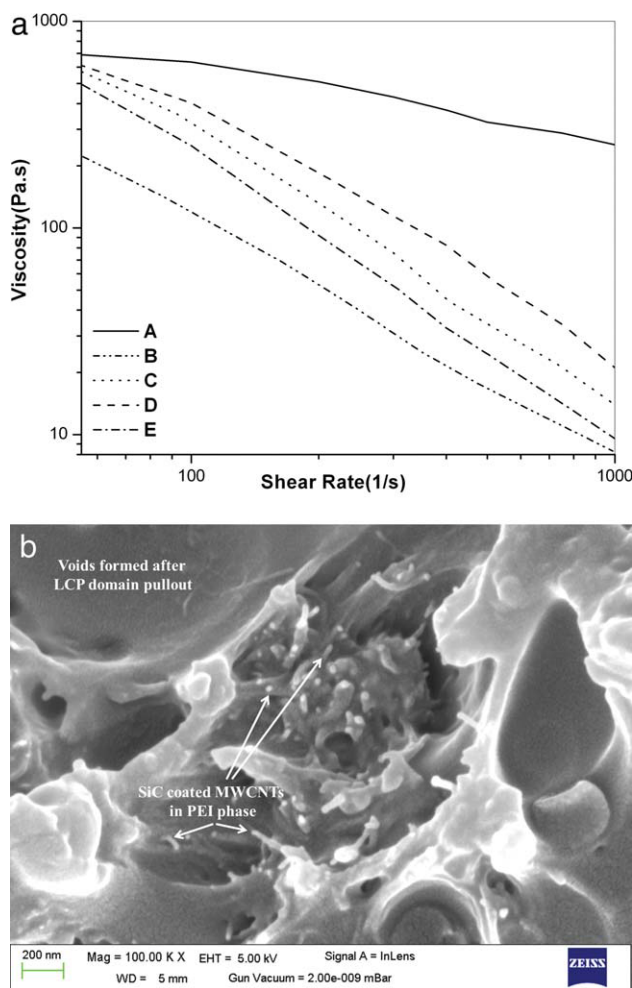 a
1000
100
10
Viscosity(Pa.s)
A
B
C
D
E
100
1000
Shear Rate(1/s)
b
Voids formed after
LCP domain pullout
SiC coated MWCNTs
in PEI phase
200 nm
Mag = 100.00 K X
EHT = 5.00 kV
Signal A = InLens
WD = 5 mm
Gun Vacuum = 2.00e-009 mBar
ZEISS